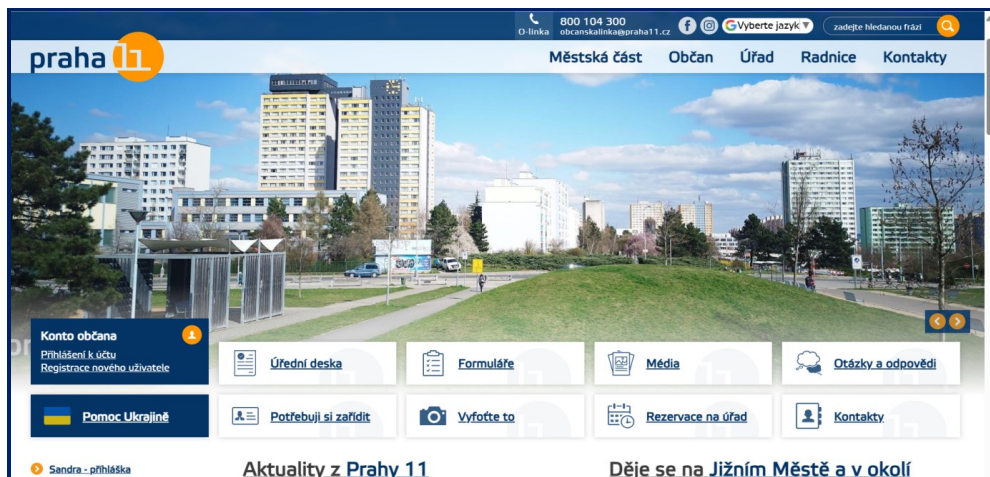 O-linka
800 104 300
obcanskalinka@praha11.cz
Vyberte jazyk ▼
zadejte hledanou frázi
praha 11
Městská část Občan Úřad Radnice Kontakty
Konto občana
Přihlášení k účtu
Registrace nového uživatele
Úřední deska
Formuláře
Média
Otázky a odpovědi
Pomoc Ukrajině
Potřebuji si zařídit
Vyfoťte to
Rezervace na úřad
Kontakty
Sandra - přihláška
Aktuality z Prahy 11
Děje se na Jižním Městě a v okolí